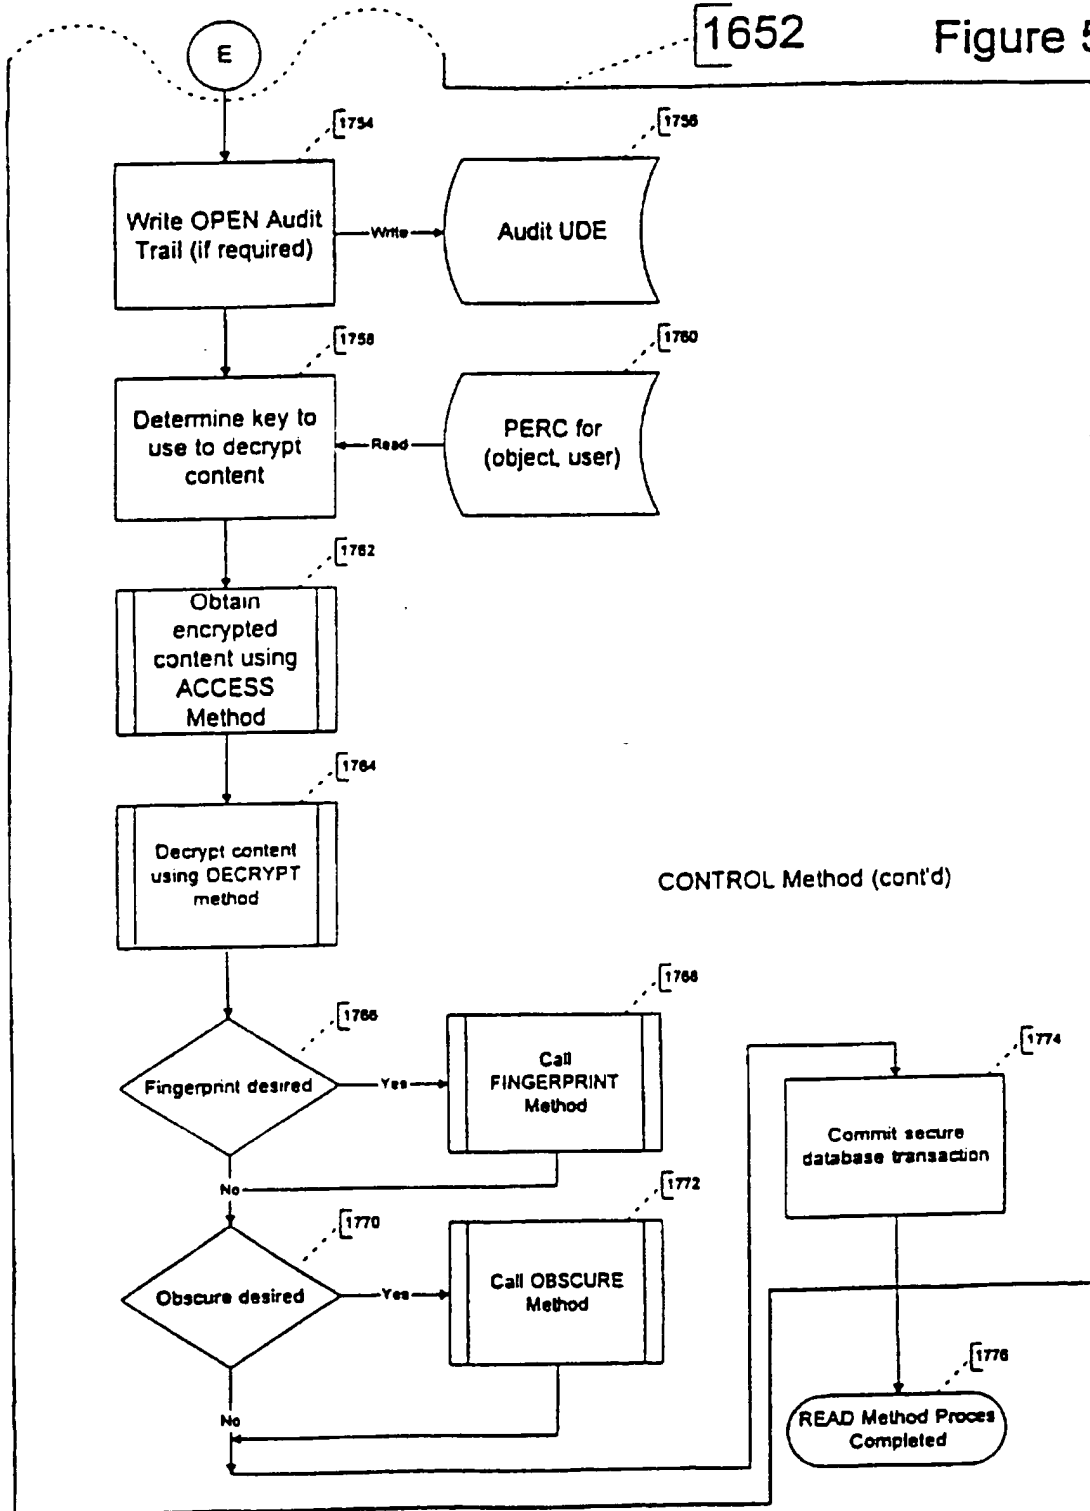 1652
Figure 5
E
1754
Write OPEN Audit
Trail (if required)
Write
1756
Audit UDE
1758
Determine key to
use to decrypt
content
Read
1760
PERC for
(object, user)
1762
Obtain
encrypted
content using
ACCESS
Method
1764
Decrypt content
using DECRYPT
method
CONTROL Method (cont'd)
1766
Fingerprint desired
Yes
1768
Call
FINGERPRINT
Method
No
1770
Obscure desired
Yes
1772
Call OBSCURE
Method
No
1774
Commit secure
database transaction
1776
READ Method Proces
Completed